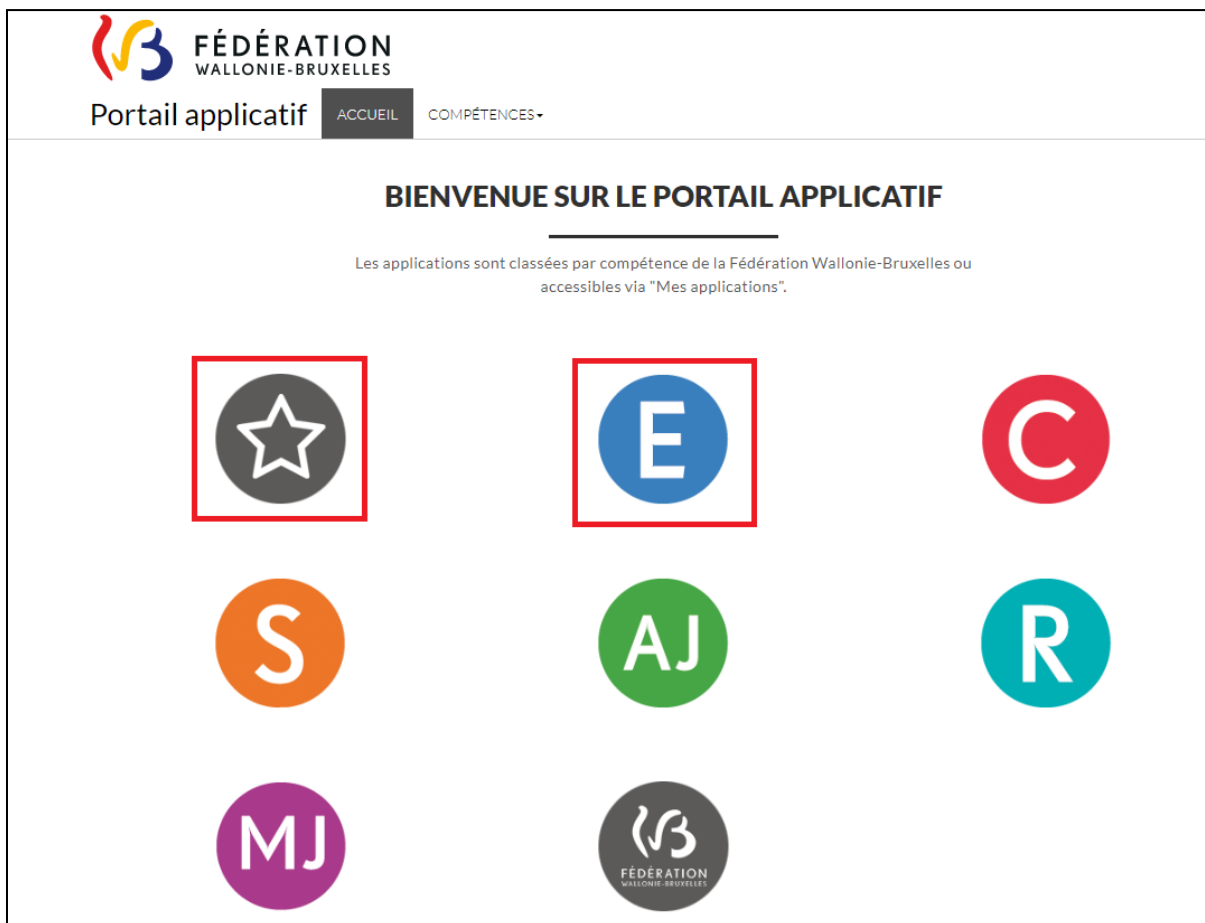 FÉDÉRATION
WALLONIE-BRUXELLES
Portail applicatif ACCUEIL COMPÉTENCES
BIENVENUE SUR LE PORTAIL APPLICATIF
Les applications sont classées par compétence de la Fédération Wallonie-Bruxelles ou
accessibles via "Mes applications".
E C
S AJ R
MJ
FÉDÉRATION
WALLONIE-BRUXELLES